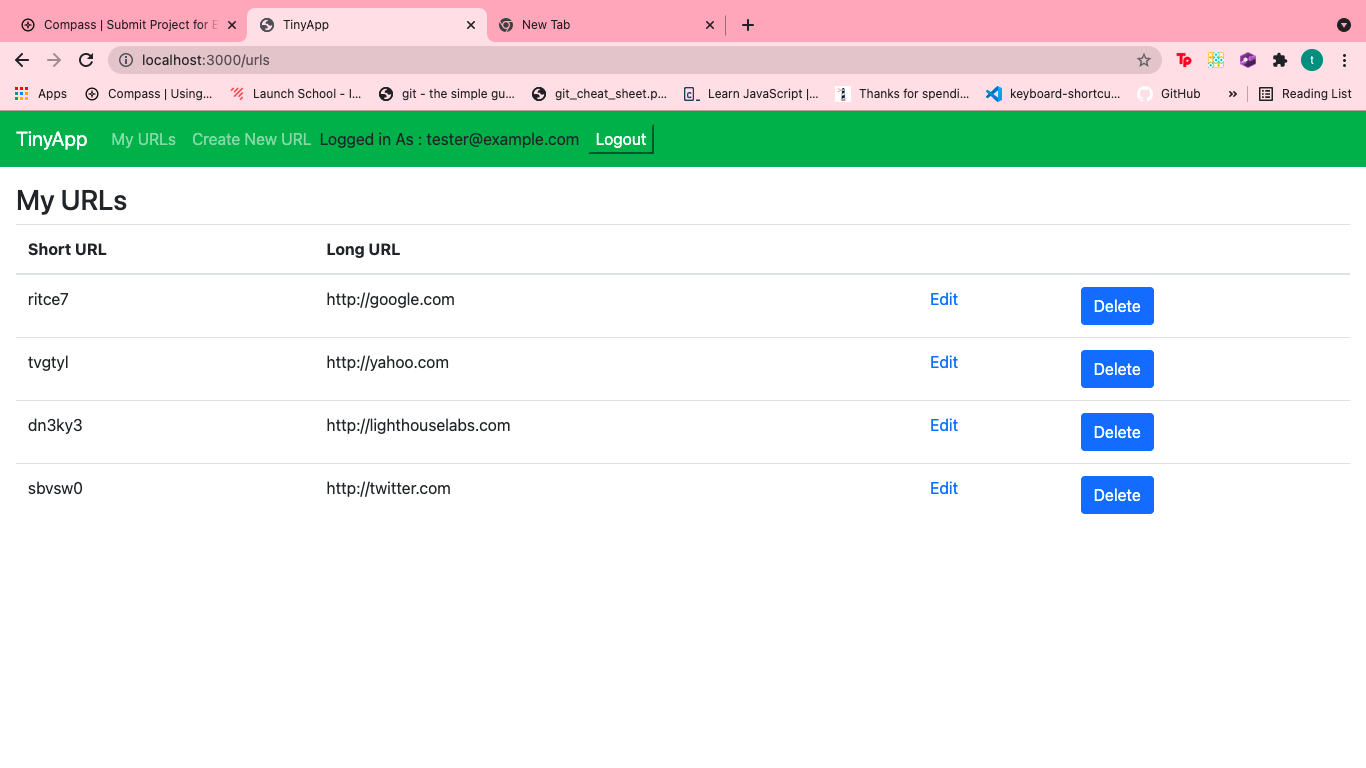 Compass | Submit Project for E
TinyApp
New Tab
localhost:3000/urls
Tp
t
Apps
Compass | Using...
Launch School - I...
git - the simple gu...
git_cheat_sheet.p...
Learn JavaScript |...
Thanks for spendi...
keyboard-shortcu...
GitHub
»
Reading List
TinyApp My URLs Create New URL Logged in As : tester@example.com Logout
My URLs
Short URL Long URL
ritce7 http://google.com Edit Delete
tvgtyl http://yahoo.com Edit Delete
dn3ky3 http://lighthouselabs.com Edit Delete
sbvsw0 http://twitter.com Edit Delete